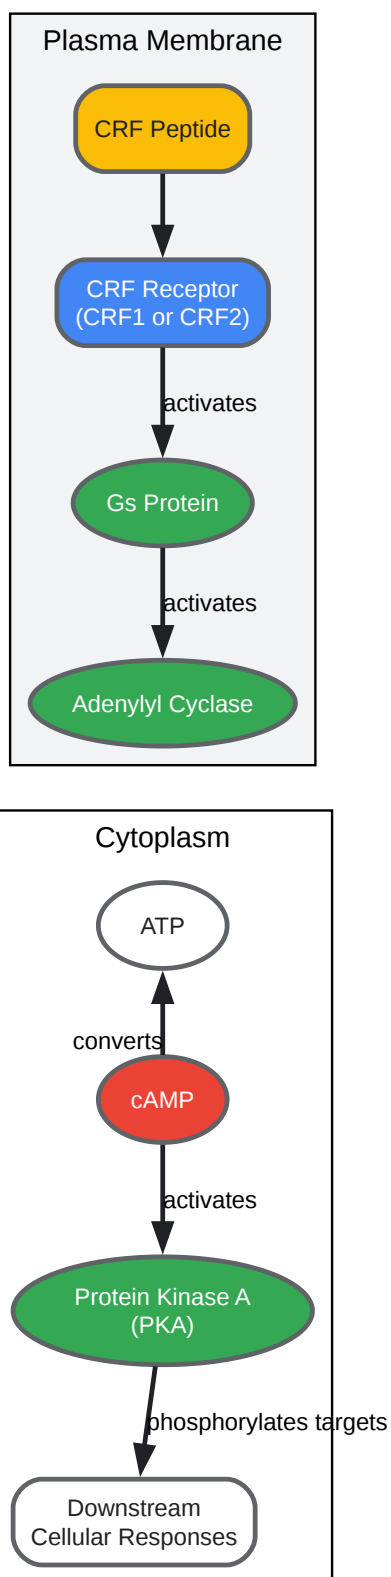 Plasma Membrane
CRF Peptide
CRF Receptor
(CRF1 or CRF2)
activates
Gs Protein
activates
Adenylyl Cyclase
Cytoplasm
ATP
converts
cAMP
activates
Protein Kinase A
(PKA)
phosphorylates targets
Downstream
Cellular Responses